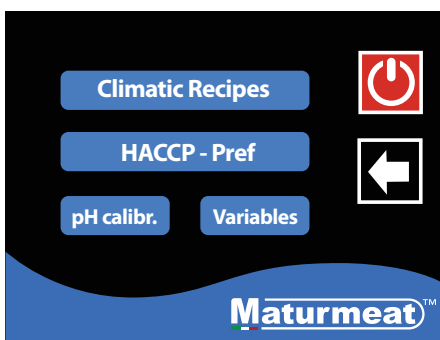 Climatic Recipes
HACCP - Pref
pH calibr.
Variables
Maturmeat™